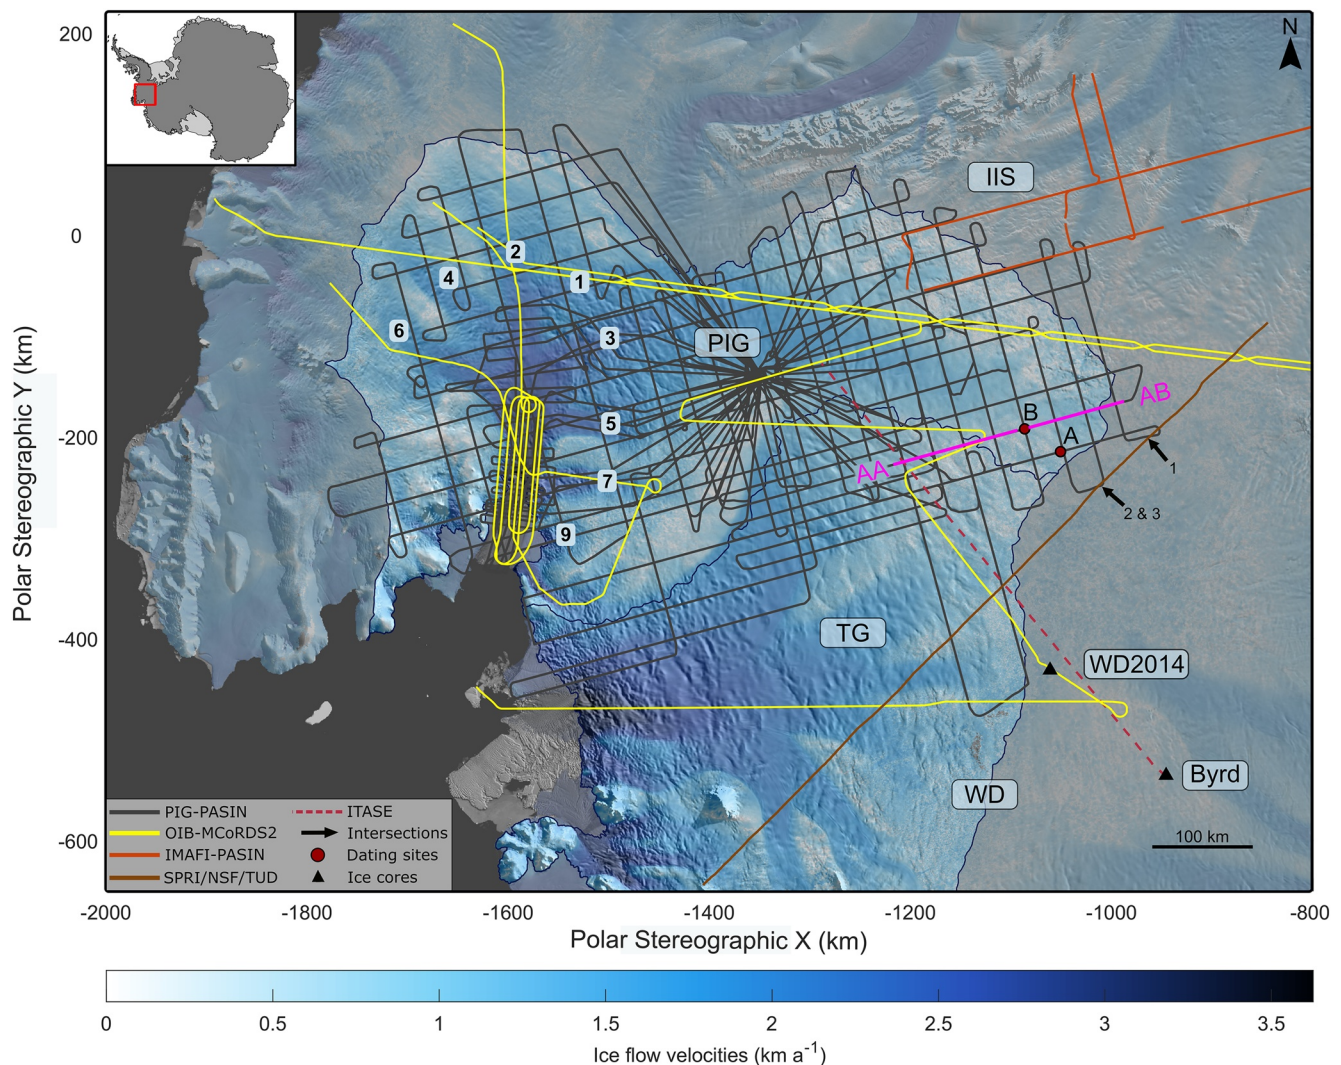 200
0
-200
-400
-600
Polar Stereographic Y (km)
N
IIS
2
4
1
6
3
PIG
5
7
9
AB
B
A
AA
1
2 & 3
TG
WD2014
Byrd
WD
100 km
PIG-PASIN
OIB-MCoRDS2
IMAFI-PASIN
SPRI/NSF/TUD
ITASE
Intersections
Dating sites
Ice cores
-2000 -1800 -1600 -1400 -1200 -1000 -800
Polar Stereographic X (km)
0 0.5 1 1.5 2 2.5 3 3.5
Ice flow velocities (km a⁻¹)